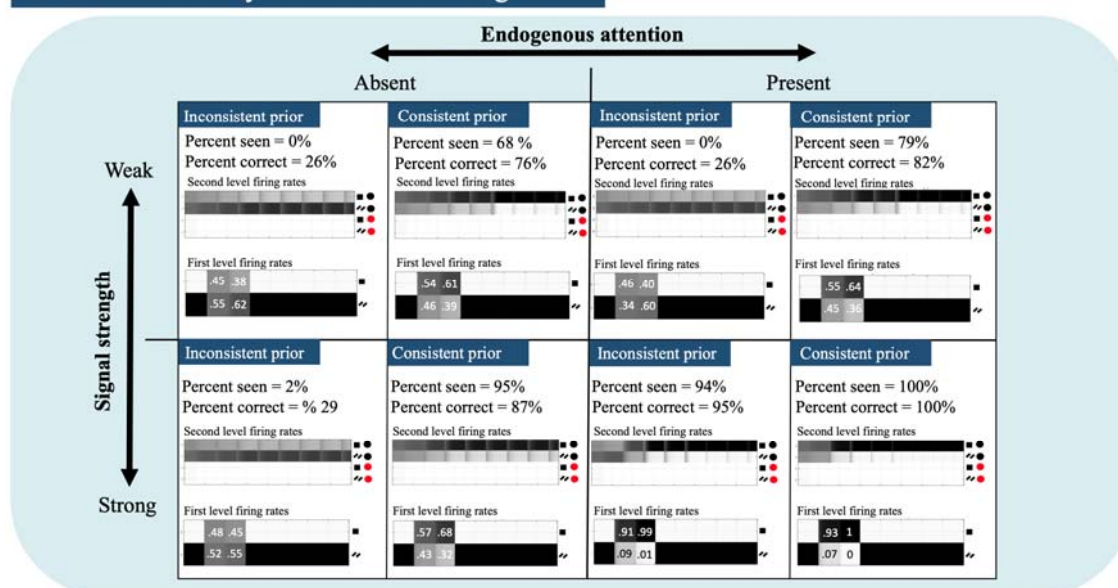 Endogenous attention
Absent
Present
Weak
Signal strength
Strong
Inconsistent prior
Percent seen = 0%
Percent correct = 26%
Second level firing rates
First level firing rates
.45 .38
.55 .62
Consistent prior
Percent seen = 68 %
Percent correct = 76%
Second level firing rates
First level firing rates
.54 .61
.46 .39
Inconsistent prior
Percent seen = 0%
Percent correct = 26%
Second level firing rates
First level firing rates
.46 .40
.34 .60
Consistent prior
Percent seen = 79%
Percent correct = 82%
Second level firing rates
First level firing rates
.55 .64
.45 .36
Inconsistent prior
Percent seen = 2%
Percent correct = % 29
Second level firing rates
First level firing rates
.48 .45
.52 .55
Consistent prior
Percent seen = 95%
Percent correct = 87%
Second level firing rates
First level firing rates
.57 .68
.43 .32
Inconsistent prior
Percent seen = 94%
Percent correct = 95%
Second level firing rates
First level firing rates
.91 .99
.09 .01
Consistent prior
Percent seen = 100%
Percent correct = 100%
Second level firing rates
First level firing rates
.93 1
.07 0